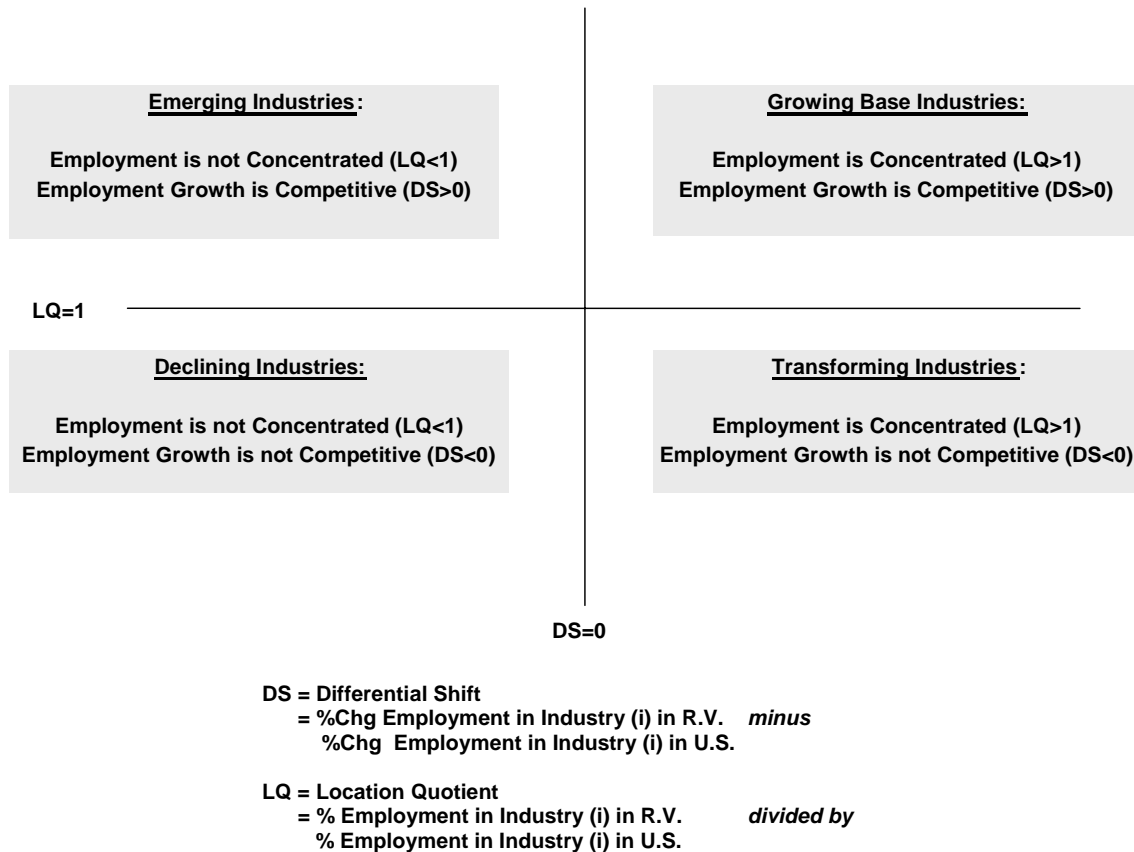 Emerging Industries:
Employment is not Concentrated (LQ<1)
Employment Growth is Competitive (DS>0)
Growing Base Industries:
Employment is Concentrated (LQ>1)
Employment Growth is Competitive (DS>0)
LQ=1
Declining Industries:
Employment is not Concentrated (LQ<1)
Employment Growth is not Competitive (DS<0)
Transforming Industries:
Employment is Concentrated (LQ>1)
Employment Growth is not Competitive (DS<0)
DS=0
DS = Differential Shift
= %Chg Employment in Industry (i) in R.V. minus
%Chg Employment in Industry (i) in U.S.
LQ = Location Quotient
= % Employment in Industry (i) in R.V. divided by
% Employment in Industry (i) in U.S.